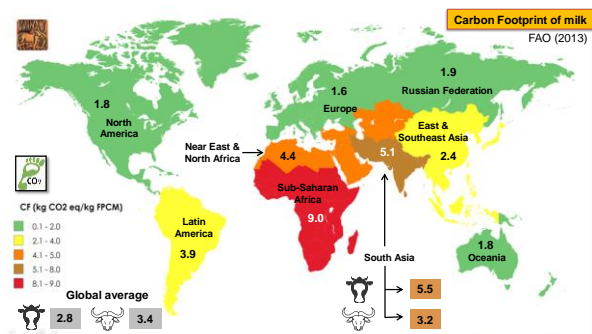 Carbon Footprint of milk
FAO (2013)
1.8
North
America
1.6
Europe
1.9
Russian Federation
East &
Southeast Asia
2.4
Near East &
North Africa
4.4
5.1
Sub-Saharan
Africa
9.0
Latin
America
3.9
1.8
Oceania
South Asia
5.5
3.2
CO2
CF (kg CO2 eq/kg FPCM)
0.1 - 2.0
2.1 - 4.0
4.1 - 5.0
5.1 - 8.0
8.1 - 9.0
Global average
2.8
3.4